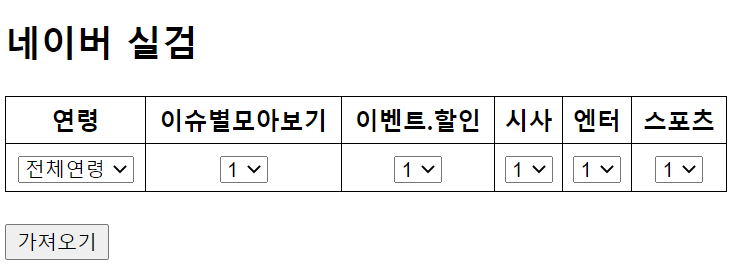 네이버 실검
연령 이슈별모아보기 이벤트.할인 시사 엔터 스포츠
전체연령 1 1 1 1 1
가져오기